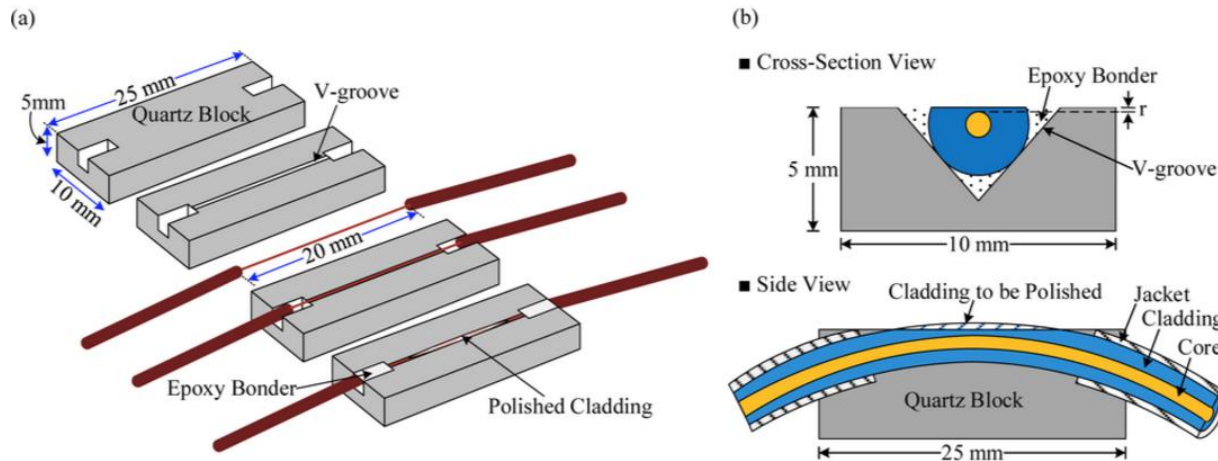 (a)
25 mm
V-groove
5mm
Quartz Block
10 mm
20 mm
Epoxy Bonder
Polished Cladding
(b)
■ Cross-Section View
Epoxy Bonder
r
V-groove
5 mm
10 mm
■ Side View
Cladding to be Polished
Jacket
Cladding
Core
Quartz Block
25 mm